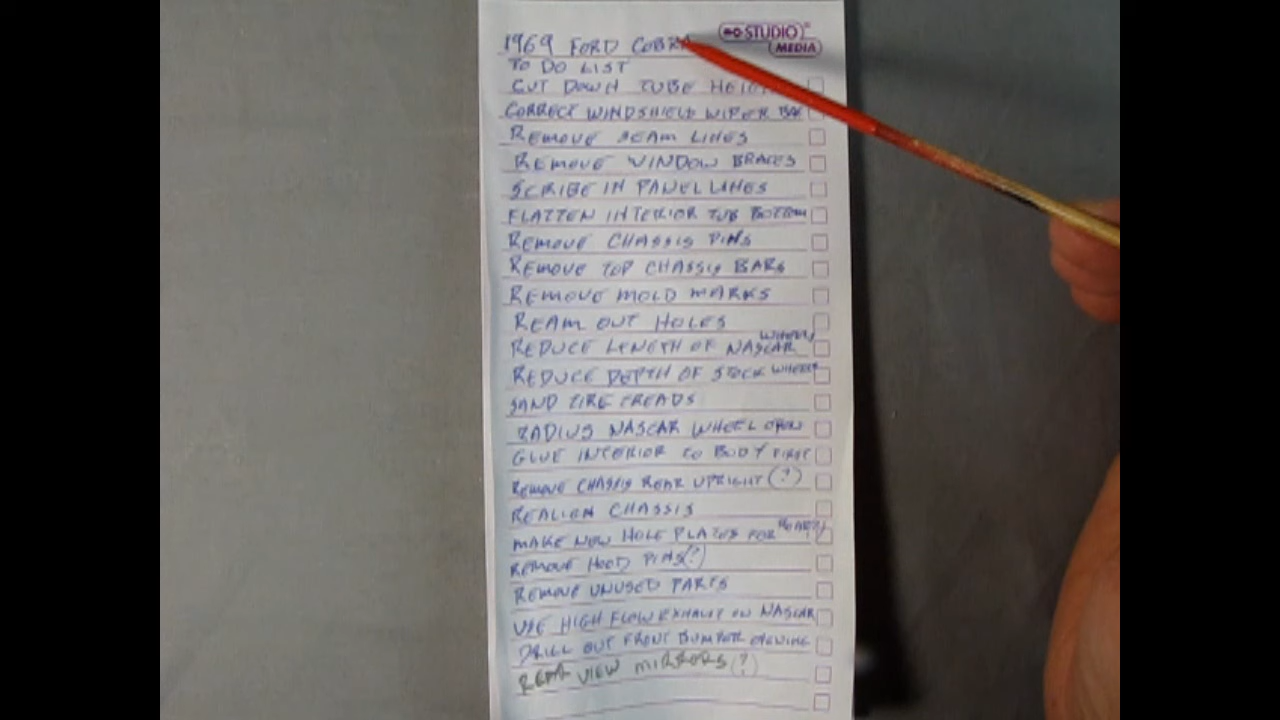 STUDIO
MEDIA
1969 FORD COBRA
TO DO LIST
CUT DOWN TUBE
CORRECT WINDSHIELD WIPER
REMOVE SEAM LINES
REMOVE WINDOW BRACES
SCRIBE IN PANEL LINES
FLATTEN INTERIOR TUB BOTTOM
REMOVE CHASSIS PINS
REMOVE TOP CHASSIS BARS
REMOVE MOLD MARKS
REAM OUT HOLES
REDUCE LENGTH OF NASCAR WHEELS
REDUCE DEPTH OF STOCK WHEELS
SAND TIRE TREADS
RADIUS NASCAR WHEEL OPEN
GLUE INTERIOR TO BODY FIRST
REMOVE CHASSIS REAR UPRIGHT (?)
REALIGN CHASSIS
MAKE NEW HOLE PLATES FOR
REMOVE HOOD PINS (?)
REMOVE UNUSED PARTS
USE HIGH FLOW EXHAUST ON NASCAR
DRILL OUT FRONT BUMPER OPENING
REAR VIEW MIRRORS (?)